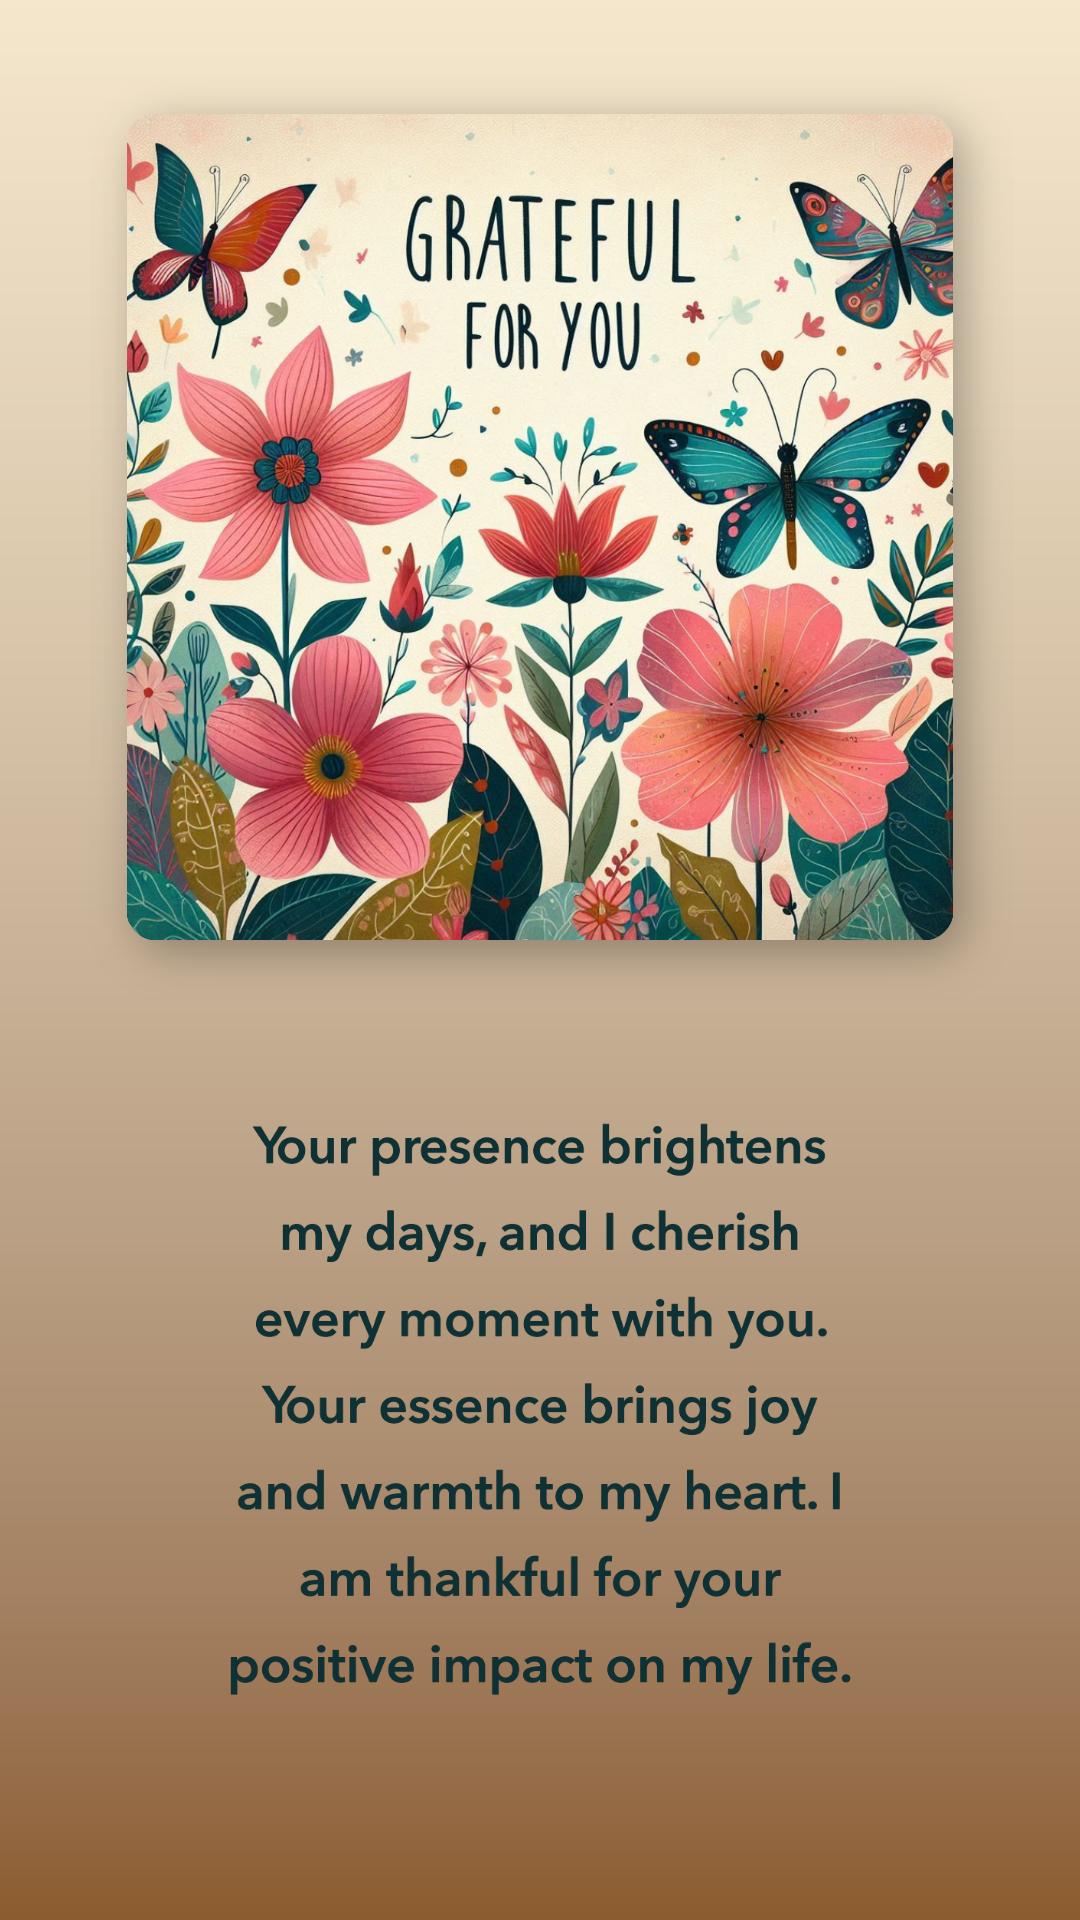 GRATEFUL
FOR YOU
Your presence brightens
my days, and I cherish
every moment with you.
Your essence brings joy
and warmth to my heart. I
am thankful for your
positive impact on my life.